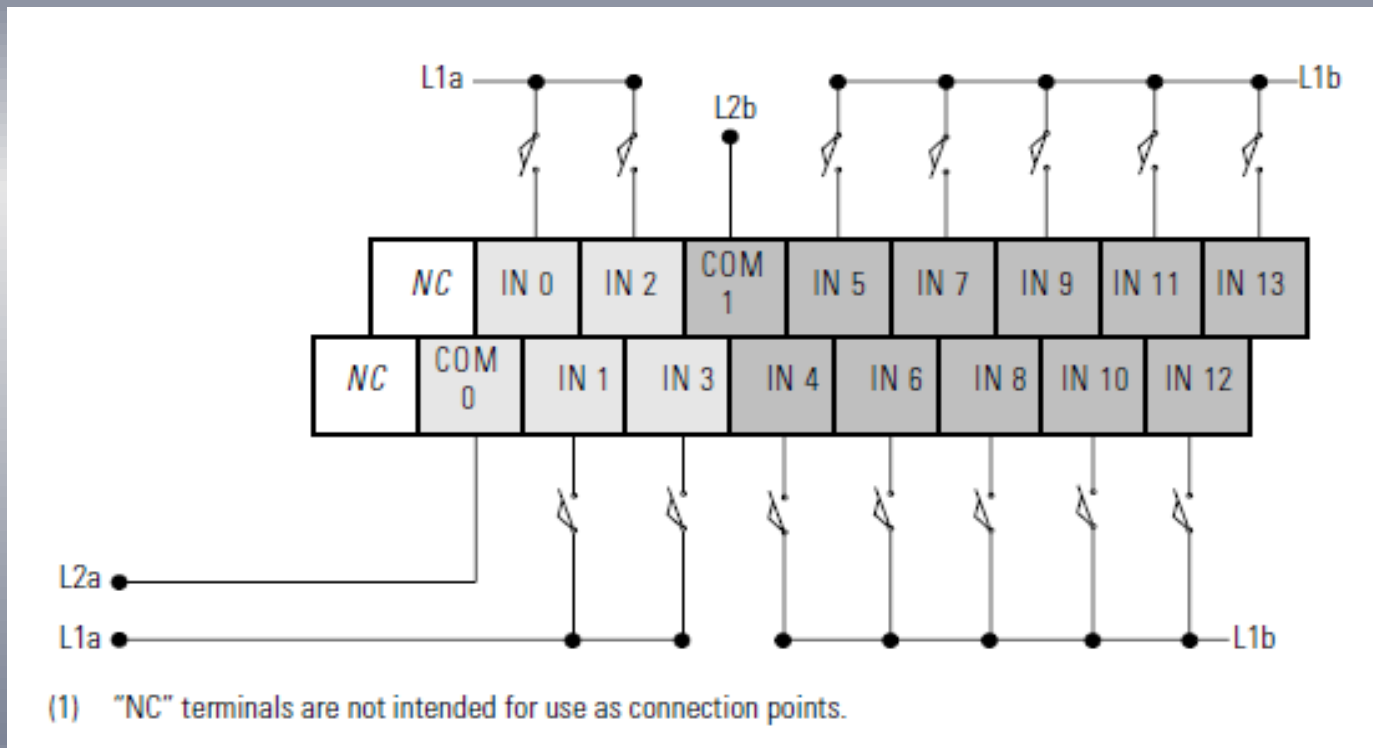 L1a
L1b
L2b
NC IN 0 IN 2 COM 1 IN 5 IN 7 IN 9 IN 11 IN 13
NC COM 0 IN 1 IN 3 IN 4 IN 6 IN 8 IN 10 IN 12
L2a
L1a
L1b
(1) "NC" terminals are not intended for use as connection points.